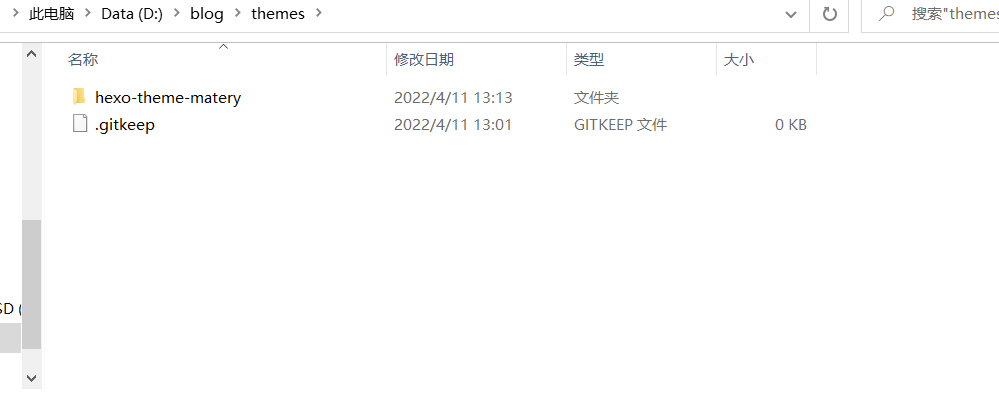 此电脑 Data (D:) blog themes 搜索"themes
名称 修改日期 类型 大小
hexo-theme-matery 2022/4/11 13:13 文件夹
.gitkeep 2022/4/11 13:01 GITKEEP 文件 0 KB
SD (